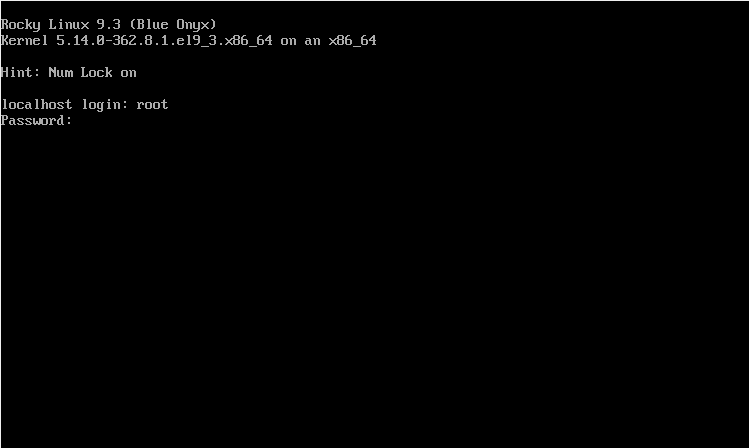 Rocky Linux 9.3 (Blue Onyx)
Kernel 5.14.0-362.8.1.el9_3.x86_64 on an x86_64
Hint: Num Lock on
localhost login: root
Password: